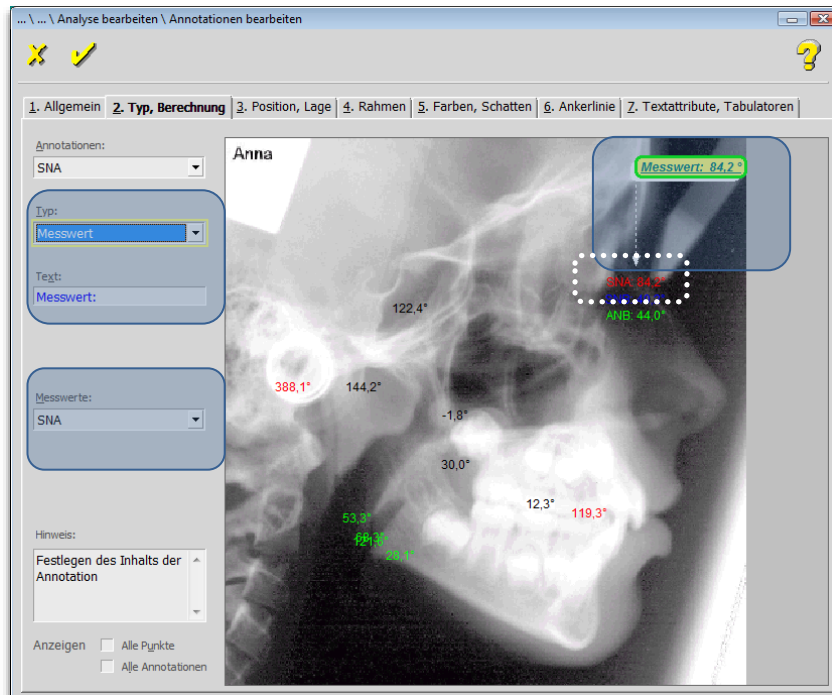 ... \ ... \ Analyse bearbeiten \ Annotationen bearbeiten
1. Allgemein
2. Typ, Berechnung
3. Position, Lage
4. Rahmen
5. Farben, Schatten
6. Ankerlinie
7. Textattribute, Tabulatoren
Annotationen:
SNA
Typ:
Messwert
Text:
Messwert:
Messwerte:
SNA
Hinweis:
Festlegen des Inhalts der
Annotation
Anzeigen
Alle Punkte
Alle Annotationen
Anna
Messwert: 84,2 °
SNA: 84,2°
ANB: 44,0°
122,4°
388,1°
144,2°
-1,8°
30,0°
12,3°
119,3°
53,3°
121,6°
28,1°